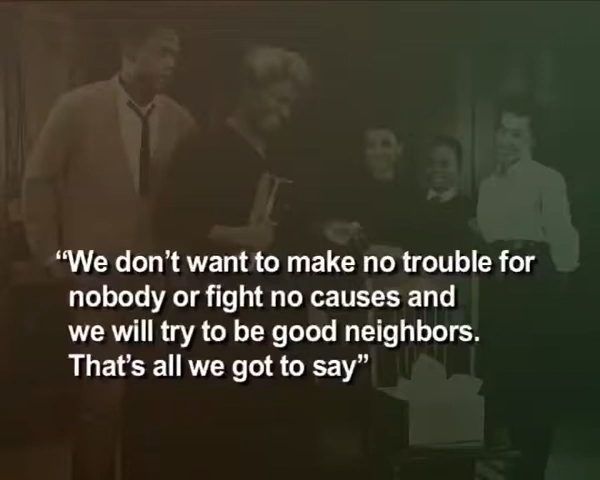 “We don’t want to make no trouble for
nobody or fight no causes and
we will try to be good neighbors.
That’s all we got to say”